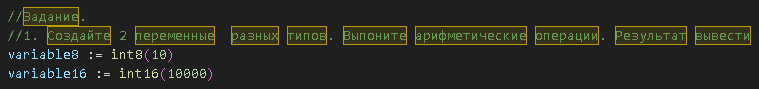 //Задание.
//1. Создайте 2 переменные  разных типов. Выпоните арифметические операции. Результат вывести
variable8 := int8(10)
variable16 := int16(10000)